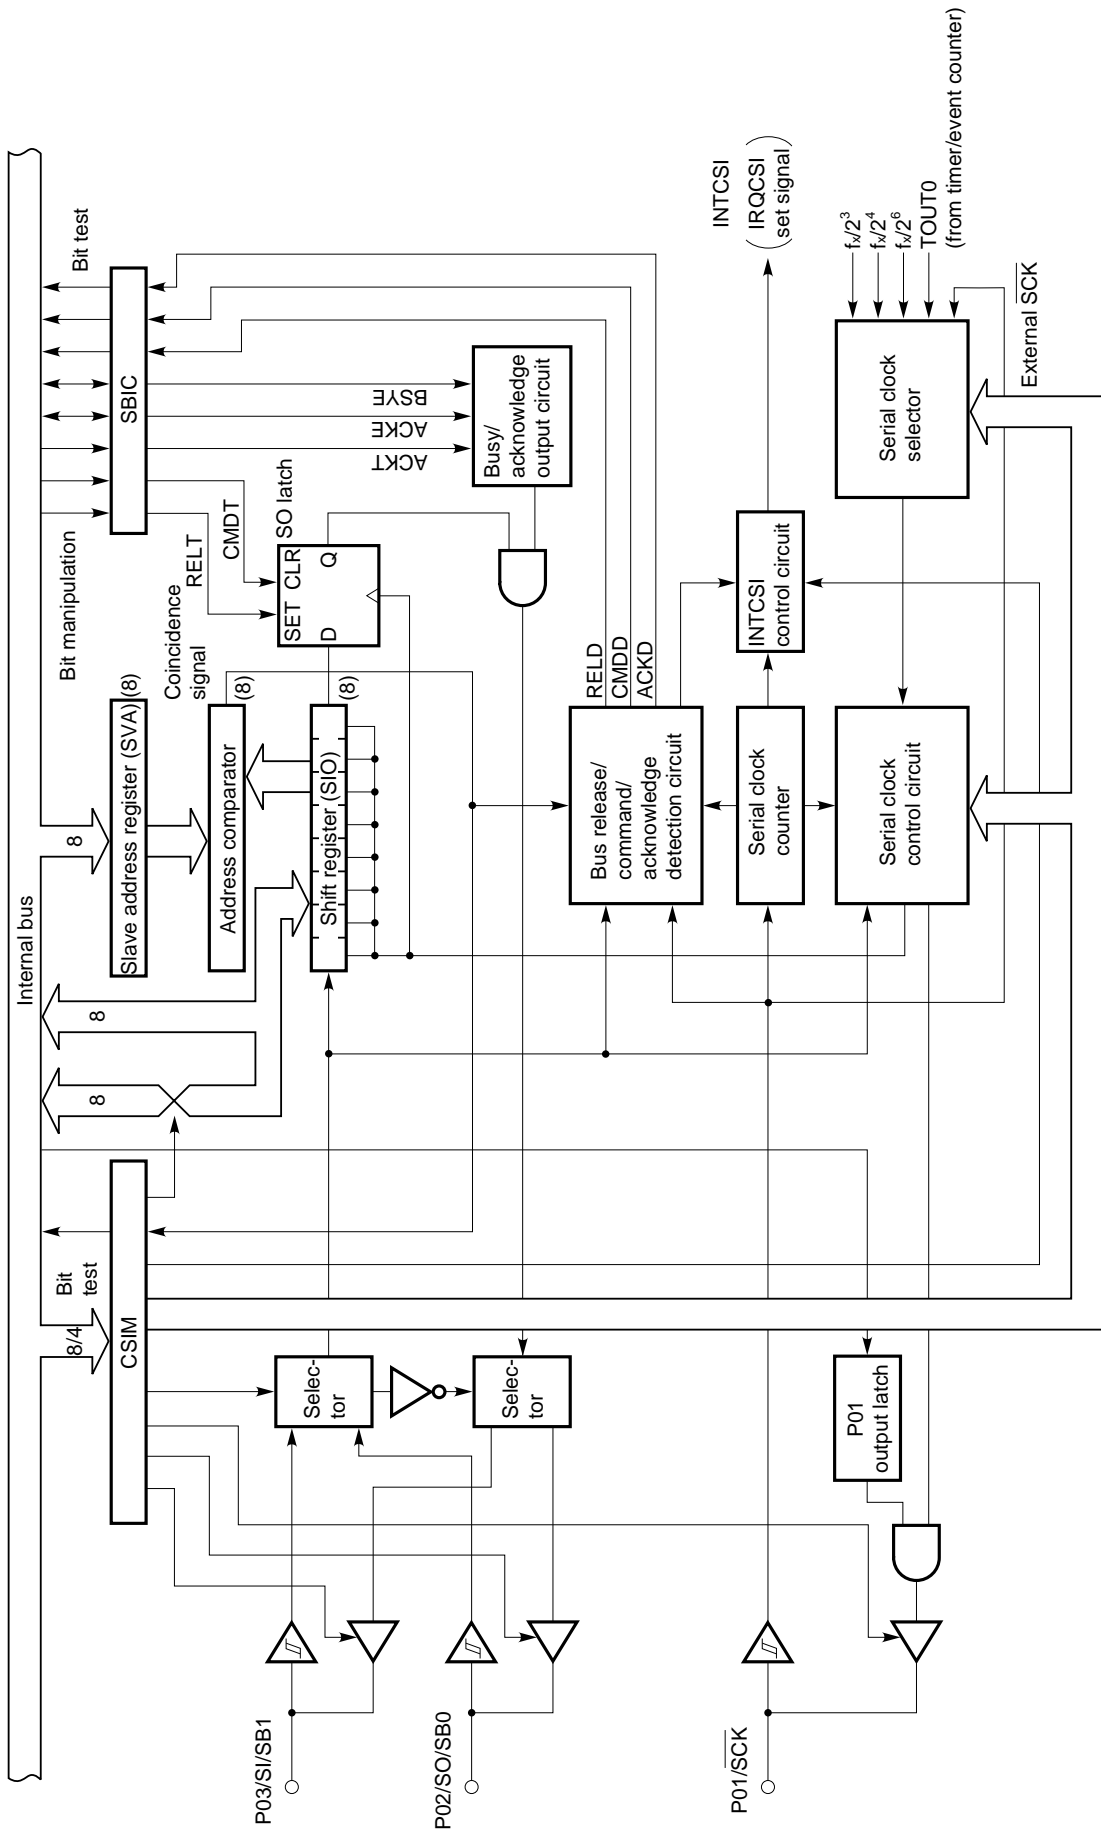 Internal bus
8/4
Bit
test
CSIM
8
8
8
Slave address register (SVA)
(8)
Bit manipulation
SBIC
Bit test
Address comparator
(8)
Coincidence
signal
Shift register (SIO)
(8)
RELT
CMDT
SET CLR
D Q
SO latch
ACKT
ACKE
BSYE
Busy/
acknowledge
output circuit
P03/SI/SB1
P02/SO/SB0
P01/SCK
Selec-
tor
Selec-
tor
P01
output latch
Bus release/
command/
acknowledge
detection circuit
RELD
CMDD
ACKD
Serial clock
counter
INTCSI
control circuit
INTCSI
(IRQCSI
set signal)
Serial clock
control circuit
Serial clock
selector
fx/2³
fx/2⁴
fx/2⁶
TOUT0
(from timer/event counter)
External SCK